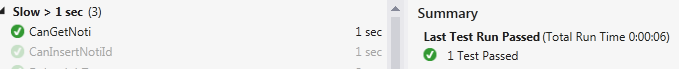 Slow > 1 sec (3)
CanGetNoti 1 sec
CanInsertNotiId 1 sec
Summary
Last Test Run Passed (Total Run Time 0:00:06)
1 Test Passed